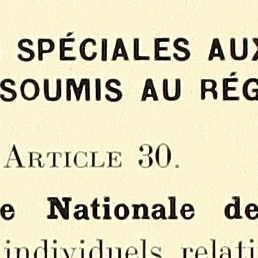 SPÉCIALES AUX
SOUMIS AU RÉG
ARTICLE 30.
e Nationale de
individuels relati